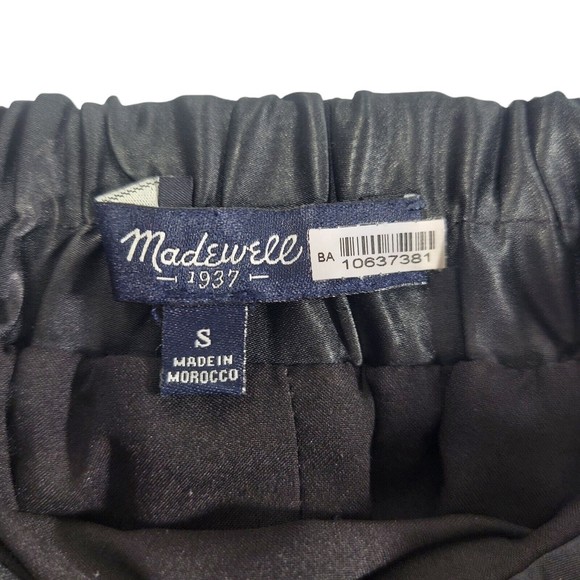 Madewell
1937
BA 10637381
S
MADE IN
MOROCCO